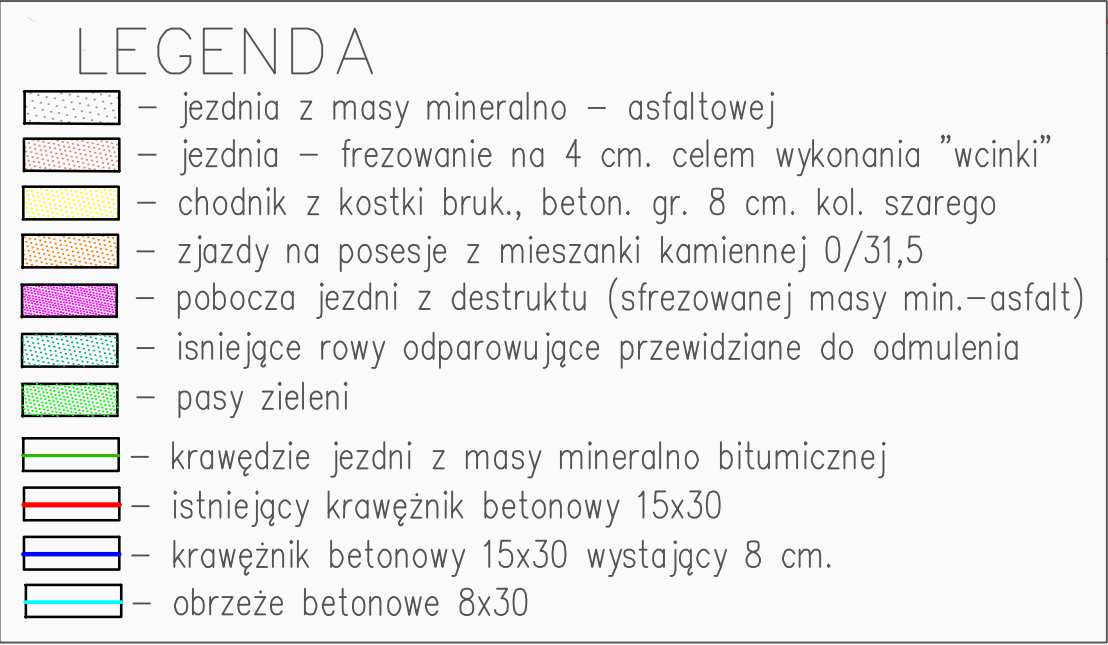 LEGENDA
– jezdnia z masy mineralno – asfaltowej
– jezdnia – frezowanie na 4 cm. celem wykonania "wcinki"
– chodnik z kostki bruk., beton. gr. 8 cm. kol. szarego
– zjazdy na posesje z mieszanki kamiennej 0/31,5
– pobocza jezdni z destruktu (sfrezowanej masy min.–asfalt)
– isniejące rowy odparowujące przewidziane do odmulenia
– pasy zieleni
– krawędzie jezdni z masy mineralno bitumicznej
– istniejący krawężnik betonowy 15x30
– krawężnik betonowy 15x30 wystający 8 cm.
– obrzeże betonowe 8x30